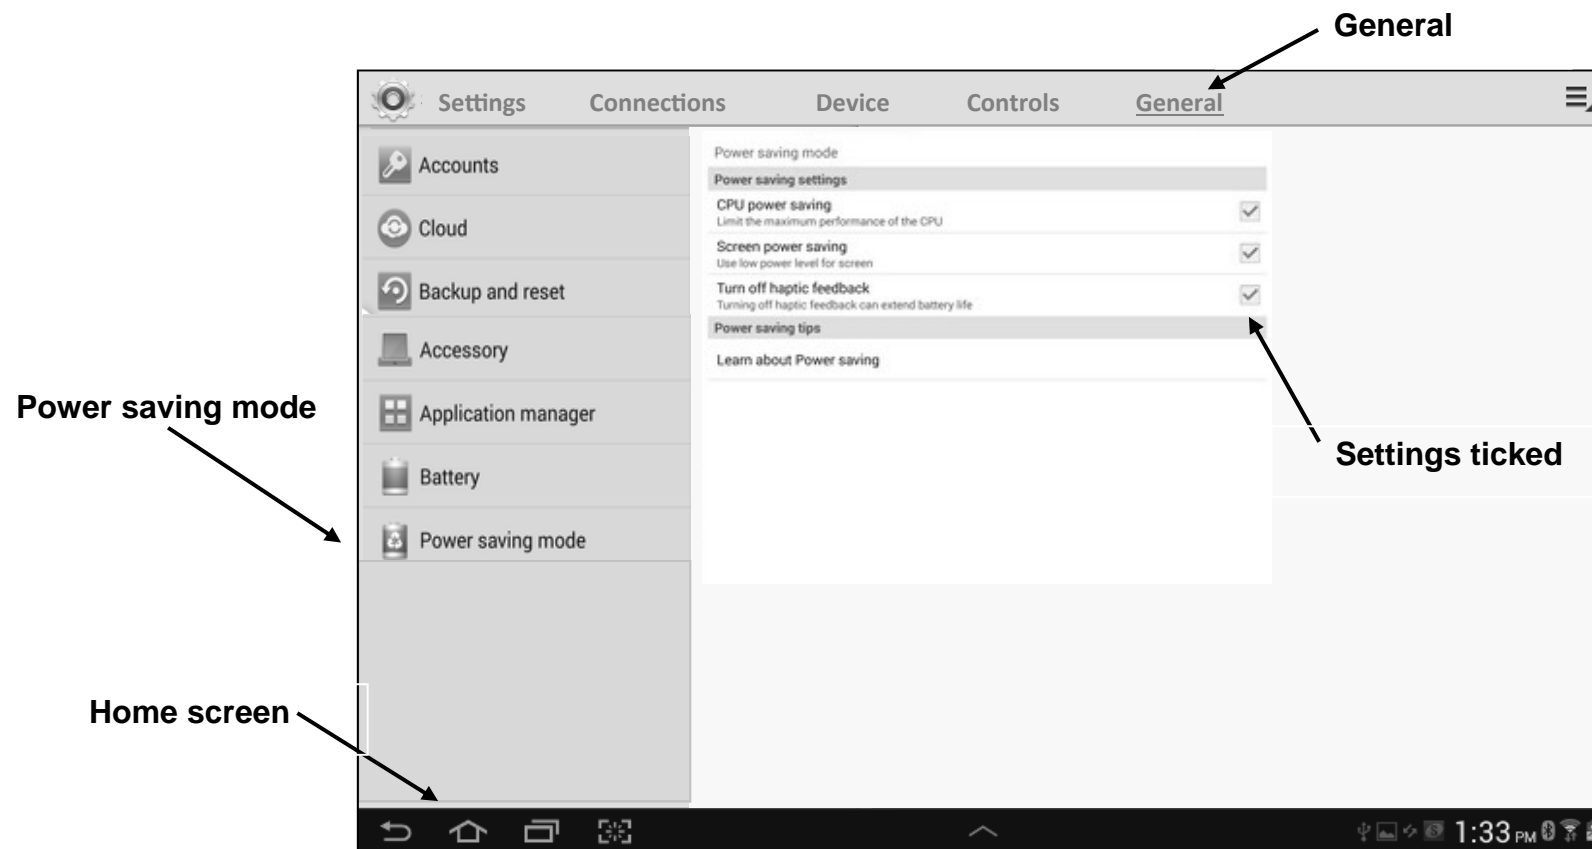 General
Settings Connections Device Controls General
Accounts
Cloud
Backup and reset
Accessory
Application manager
Battery
Power saving mode
Power saving mode
Power saving settings
CPU power saving
Limit the maximum performance of the CPU
Screen power saving
Use low power level for screen
Turn off haptic feedback
Turning off haptic feedback can extend battery life
Power saving tips
Learn about Power saving
Power saving mode
Settings ticked
Home screen
1:33 PM